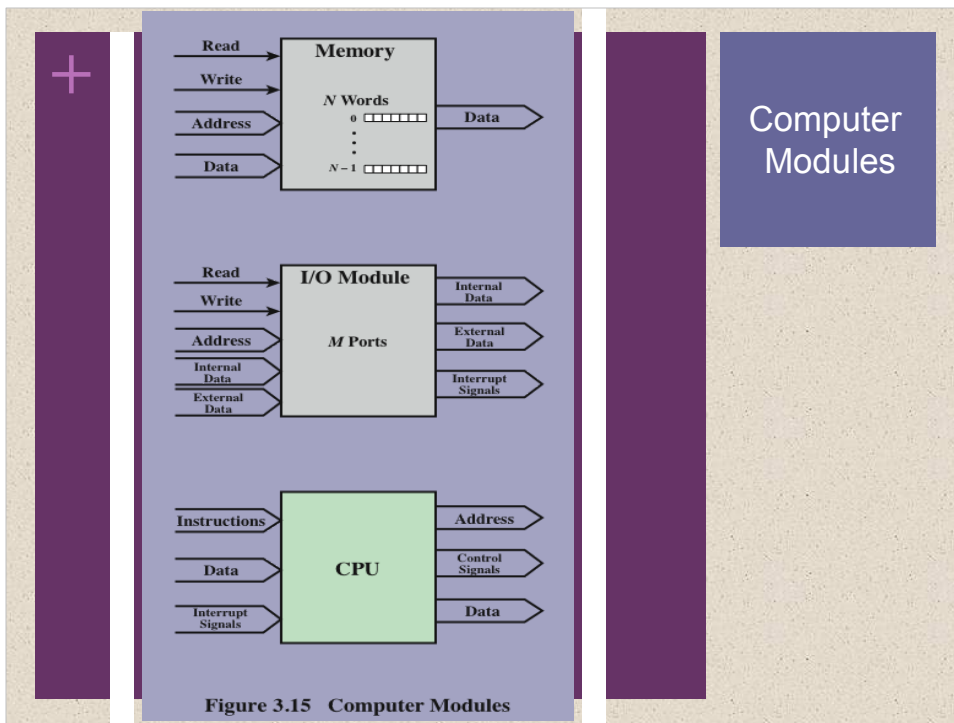 +
Computer
Modules
Read
Write
Address
Data
Memory
N Words
0
N – 1
Data
Read
Write
Address
Internal
Data
External
Data
I/O Module
M Ports
Internal
Data
External
Data
Interrupt
Signals
Instructions
Data
Interrupt
Signals
CPU
Address
Control
Signals
Data
Figure 3.15 Computer Modules